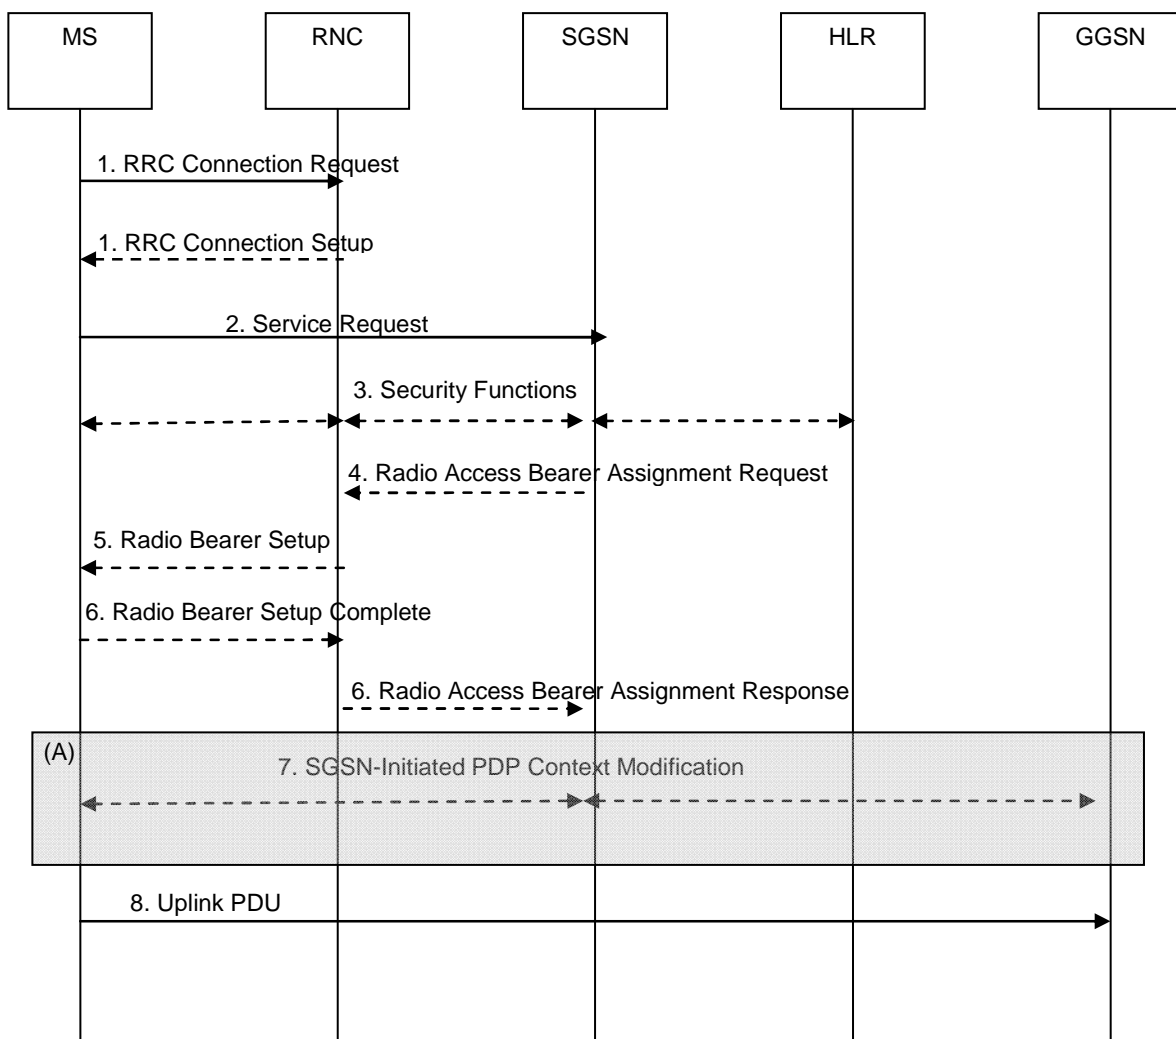 MS
RNC
SGSN
HLR
GGSN
1. RRC Connection Request
1. RRC Connection Setup
2. Service Request
3. Security Functions
4. Radio Access Bearer Assignment Request
5. Radio Bearer Setup
6. Radio Bearer Setup Complete
6. Radio Access Bearer Assignment Response
(A)
7. SGSN-Initiated PDP Context Modification
8. Uplink PDU